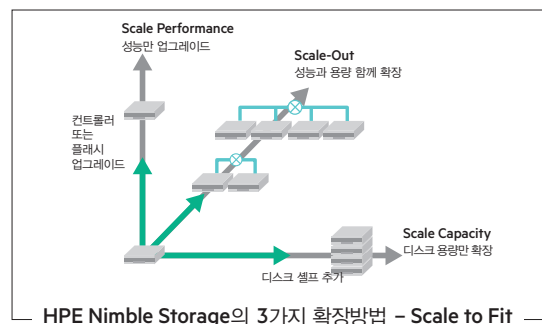 Scale Performance
성능만 업그레이드
Scale-Out
성능과 용량 함께 확장
컨트롤러
또는
플래시
업그레이드
Scale Capacity
디스크 용량만 확장
디스크 셸프 추가
HPE Nimble Storage의 3가지 확장방법 – Scale to Fit